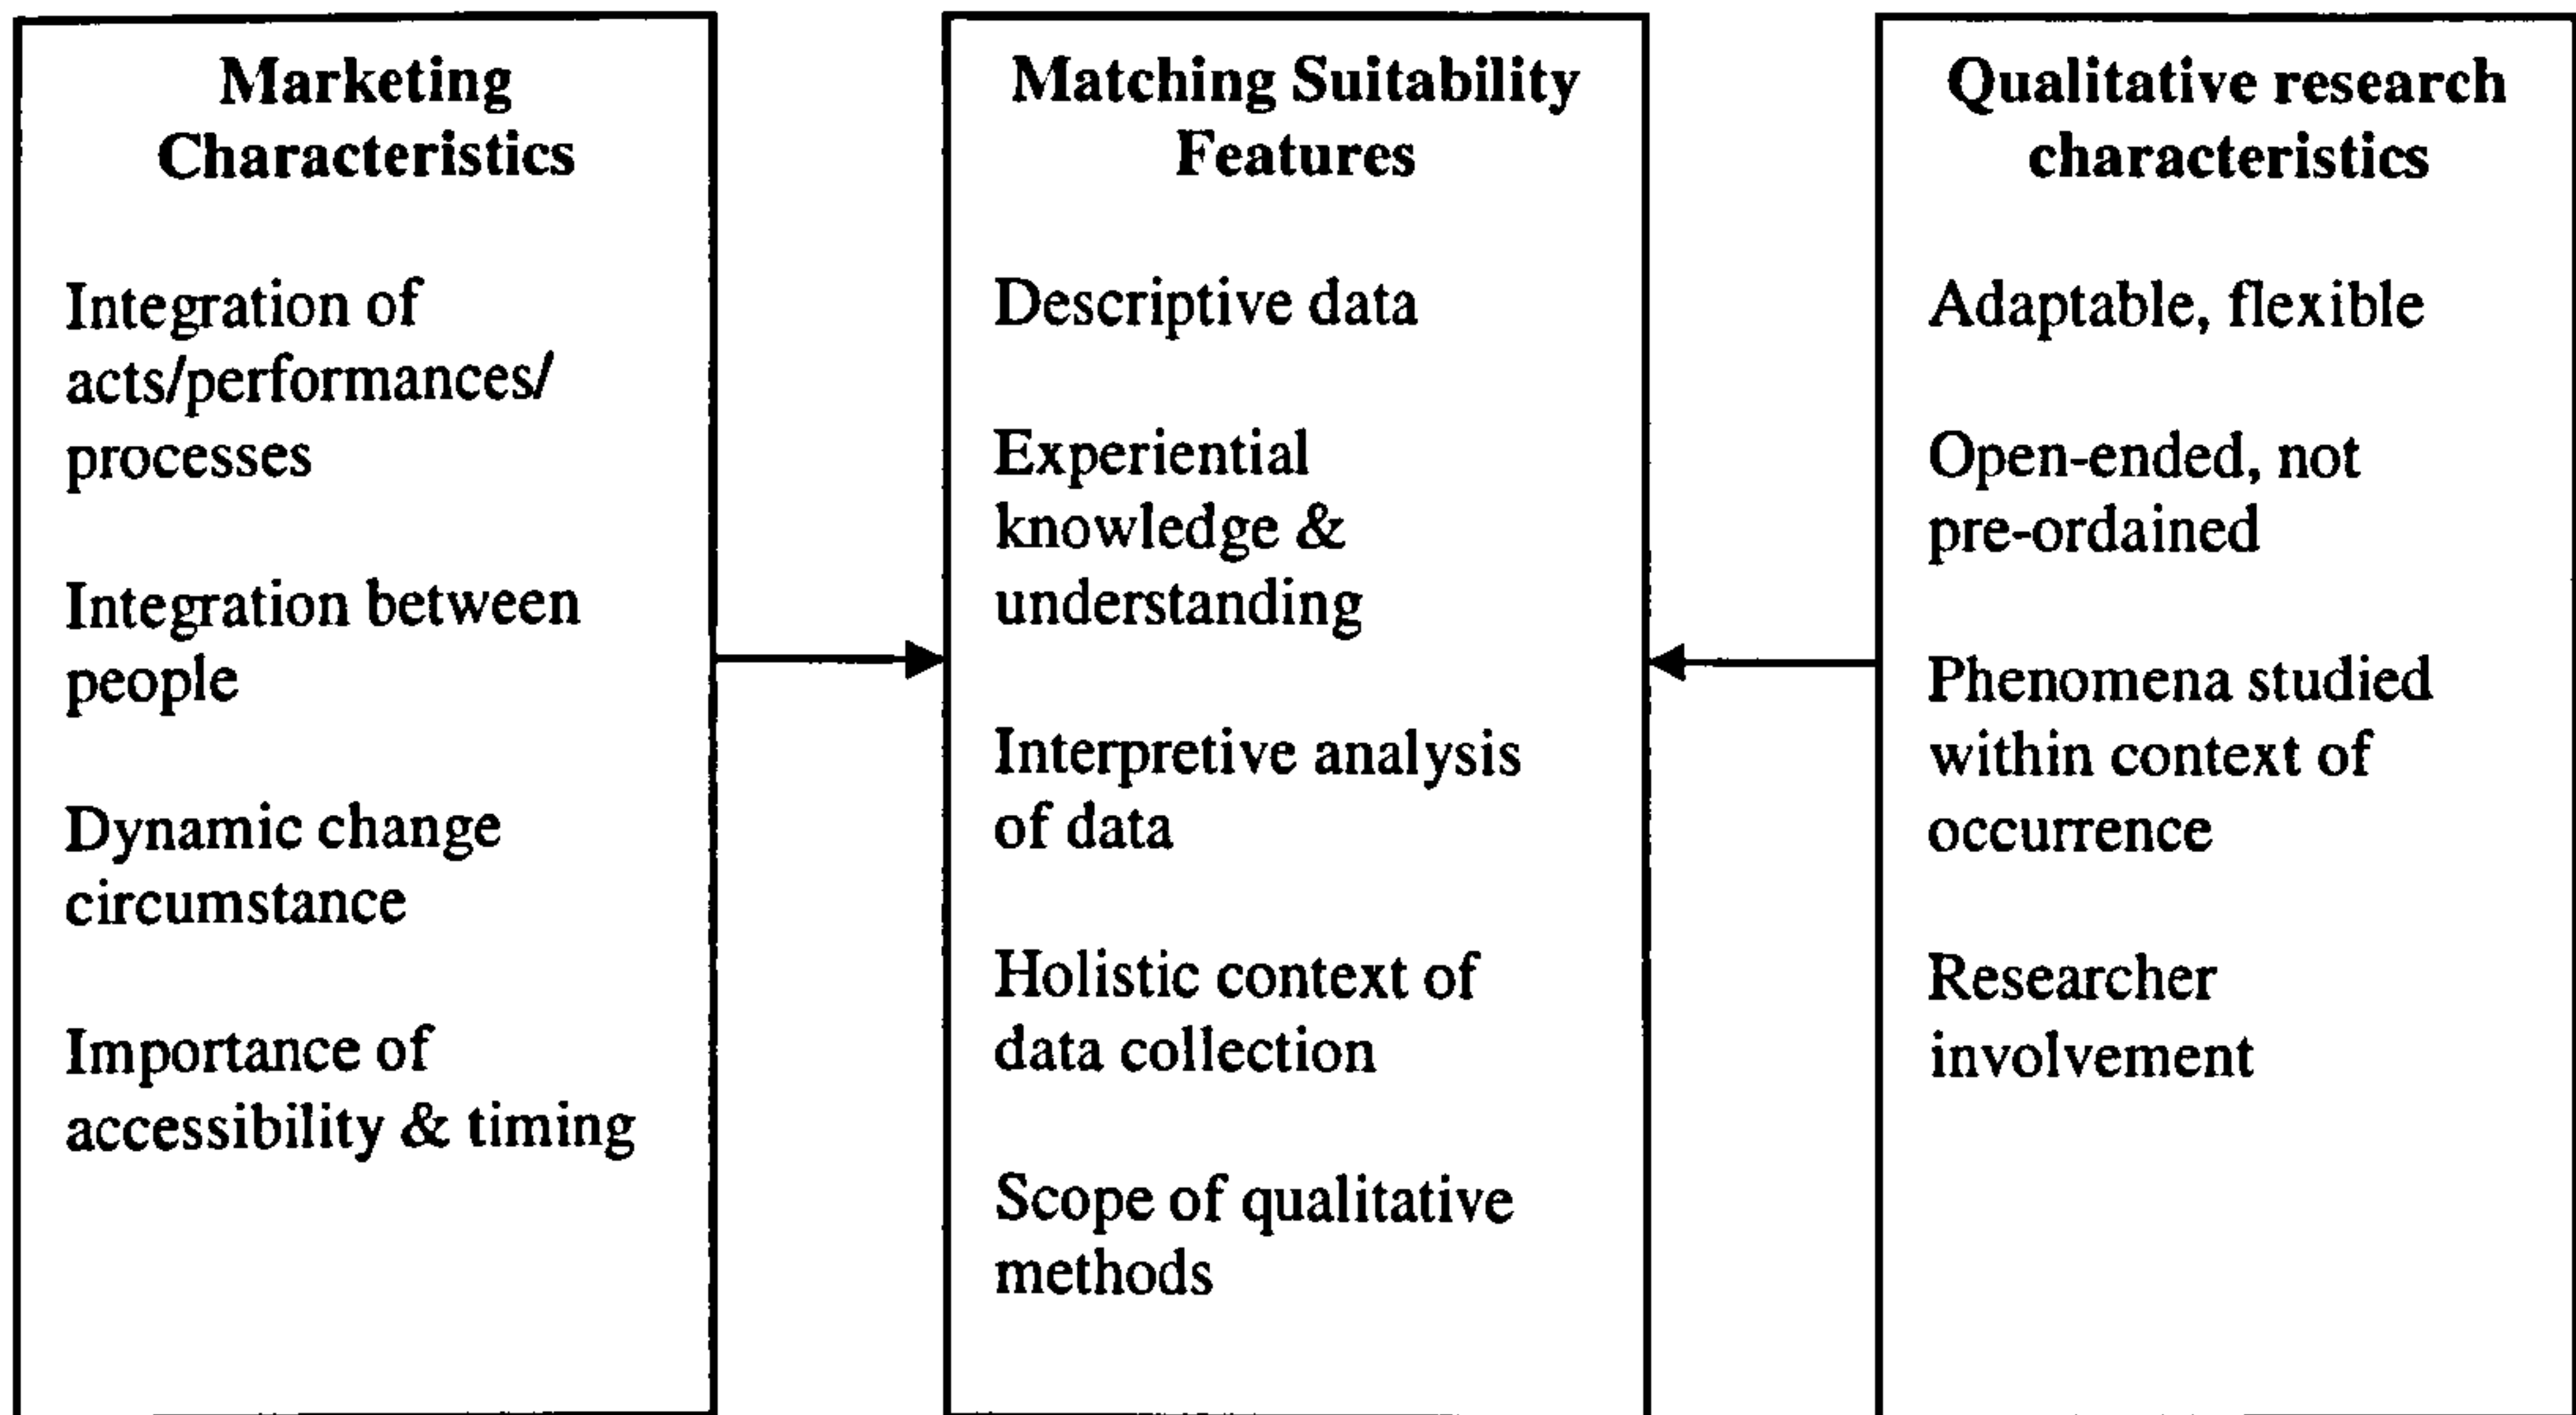 Marketing
Characteristics
Integration of
acts/performances/
processes
Integration between
people
Dynamic change
circumstance
Importance of
accessibility & timing
Matching Suitability
Features
Descriptive data
Experiential
knowledge &
understanding
Interpretive analysis
of data
Holistic context of
data collection
Scope of qualitative
methods
Qualitative research
characteristics
Adaptable, flexible
Open-ended, not
pre-ordained
Phenomena studied
within context of
occurrence
Researcher
involvement